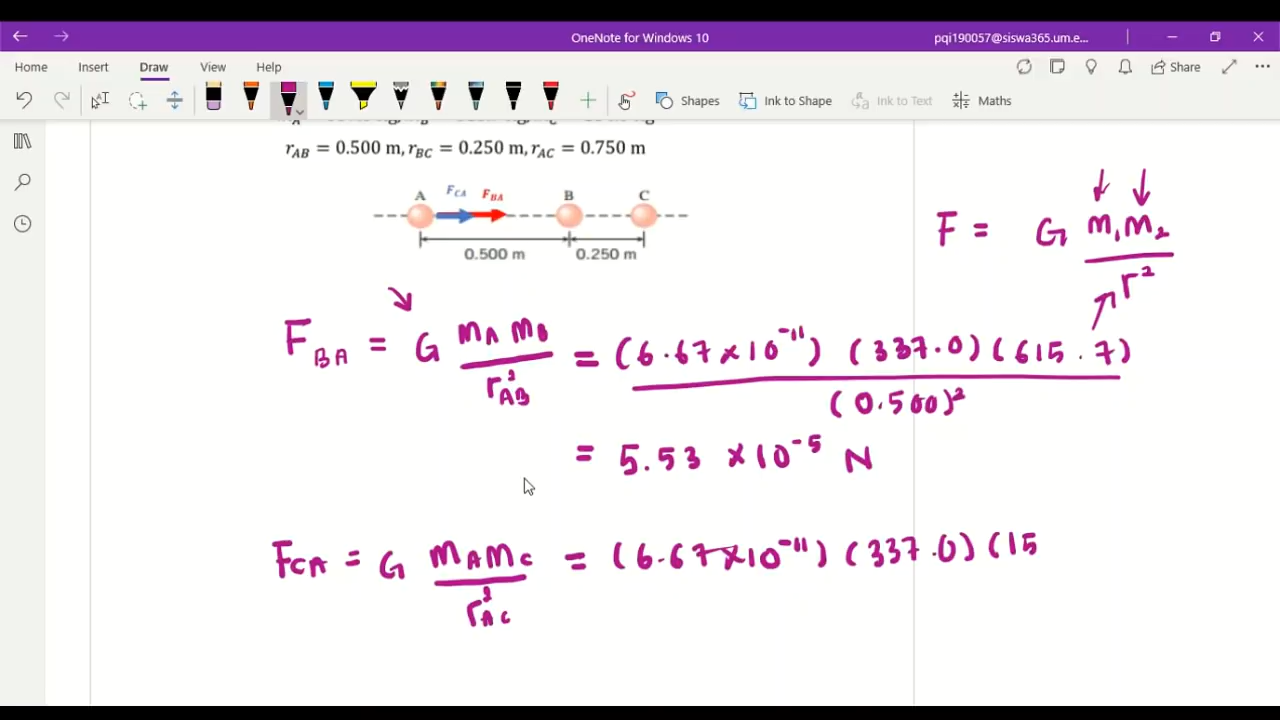 OneNote for Windows 10
pqi190057@siswa365.um.e...
Home Insert Draw View Help
Share
Shapes Ink to Shape Ink to Text Maths
r_AB = 0.500 m, r_BC = 0.250 m, r_AC = 0.750 m
A F_CA F_BA B C
0.500 m 0.250 m
F = G m₁m₂ / r²
F_BA = G m_A m_B / r²_AB = (6.67 × 10⁻¹¹) (337.0) (615.7) / (0.500)²
= 5.53 × 10⁻⁵ N
F_CA = G m_A m_C / r²_AC = (6.67 × 10⁻¹¹) (337.0) (15